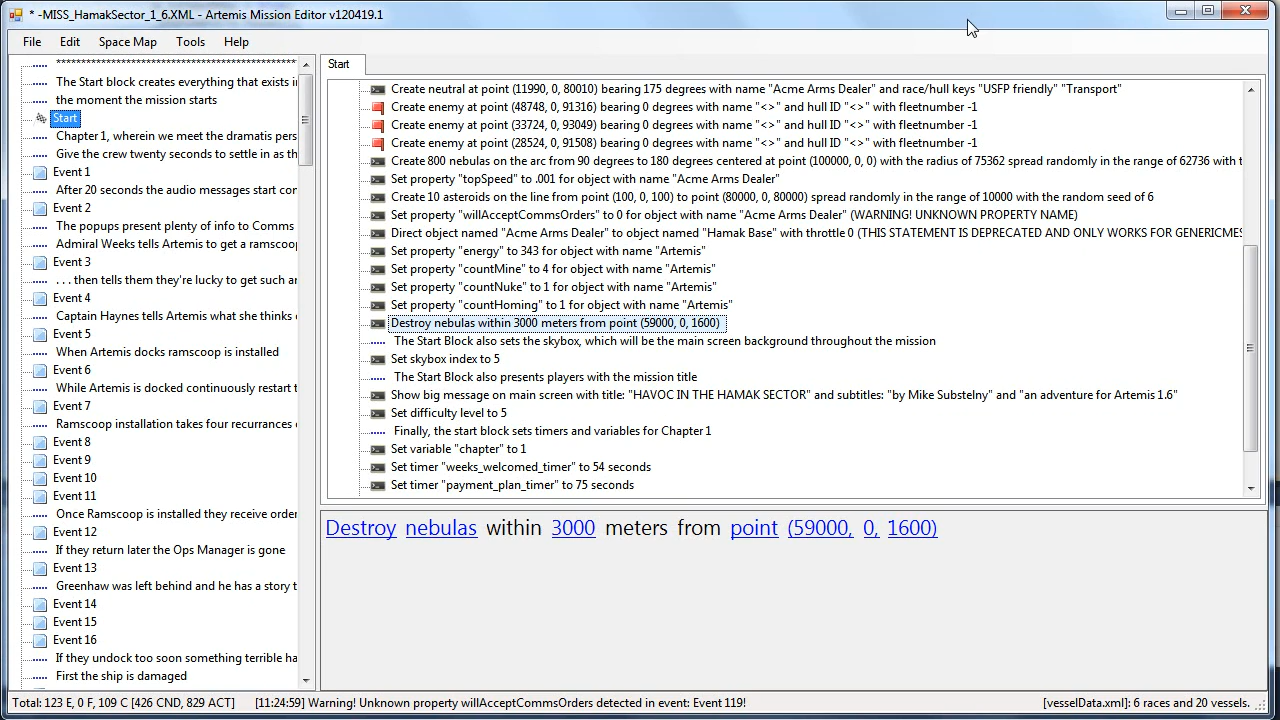 * -MISS_HamakSector_1_6.XML - Artemis Mission Editor v120419.1
File Edit Space Map Tools Help
The Start block creates everything that exists i
the moment the mission starts
Start
Chapter 1, wherein we meet the dramatis pers
Give the crew twenty seconds to settle in as th
Event 1
After 20 seconds the audio messages start cor
Event 2
The popups present plenty of info to Comms
Admiral Weeks tells Artemis to get a ramscoop
Event 3
. . . then tells them they're lucky to get such ar
Event 4
Captain Haynes tells Artemis what she thinks
Event 5
When Artemis docks ramscoop is installed
Event 6
While Artemis is docked continuously restart t
Event 7
Ramscoop installation takes four recurrances
Event 8
Event 9
Event 10
Event 11
Once Ramscoop is installed they receive order
Event 12
If they return later the Ops Manager is gone
Event 13
Greenhaw was left behind and he has a story t
Event 14
Event 15
Event 16
If they undock too soon something terrible ha
First the ship is damaged
Start
Create neutral at point (11990, 0, 80010) bearing 175 degrees with name "Acme Arms Dealer" and race/hull keys "USFP friendly" "Transport"
Create enemy at point (48748, 0, 91316) bearing 0 degrees with name "<>" and hull ID "<>" with fleetnumber -1
Create enemy at point (33724, 0, 93049) bearing 0 degrees with name "<>" and hull ID "<>" with fleetnumber -1
Create enemy at point (28524, 0, 91508) bearing 0 degrees with name "<>" and hull ID "<>" with fleetnumber -1
Create 800 nebulas on the arc from 90 degrees to 180 degrees centered at point (100000, 0, 0) with the radius of 75362 spread randomly in the range of 62736 with t
Set property "topSpeed" to .001 for object with name "Acme Arms Dealer"
Create 10 asteroids on the line from point (100, 0, 100) to point (80000, 0, 80000) spread randomly in the range of 10000 with the random seed of 6
Set property "willAcceptCommsOrders" to 0 for object with name "Acme Arms Dealer" (WARNING! UNKNOWN PROPERTY NAME)
Direct object named "Acme Arms Dealer" to object named "Hamak Base" with throttle 0 (THIS STATEMENT IS DEPRECATED AND ONLY WORKS FOR GENERICMES
Set property "energy" to 343 for object with name "Artemis"
Set property "countMine" to 4 for object with name "Artemis"
Set property "countNuke" to 1 for object with name "Artemis"
Set property "countHoming" to 1 for object with name "Artemis"
Destroy nebulas within 3000 meters from point (59000, 0, 1600)
The Start Block also sets the skybox, which will be the main screen background throughout the mission
Set skybox index to 5
The Start Block also presents players with the mission title
Show big message on main screen with title: "HAVOC IN THE HAMAK SECTOR" and subtitles: "by Mike Substelny" and "an adventure for Artemis 1.6"
Set difficulty level to 5
Finally, the start block sets timers and variables for Chapter 1
Set variable "chapter" to 1
Set timer "weeks_welcomed_timer" to 54 seconds
Set timer "payment_plan_timer" to 75 seconds
Destroy nebulas within 3000 meters from point (59000, 0, 1600)
Total: 123 E, 0 F, 109 C [426 CND, 829 ACT] [11:24:59] Warning! Unknown property willAcceptCommsOrders detected in event: Event 119! [vesselData.xml]: 6 races and 20 vessels.